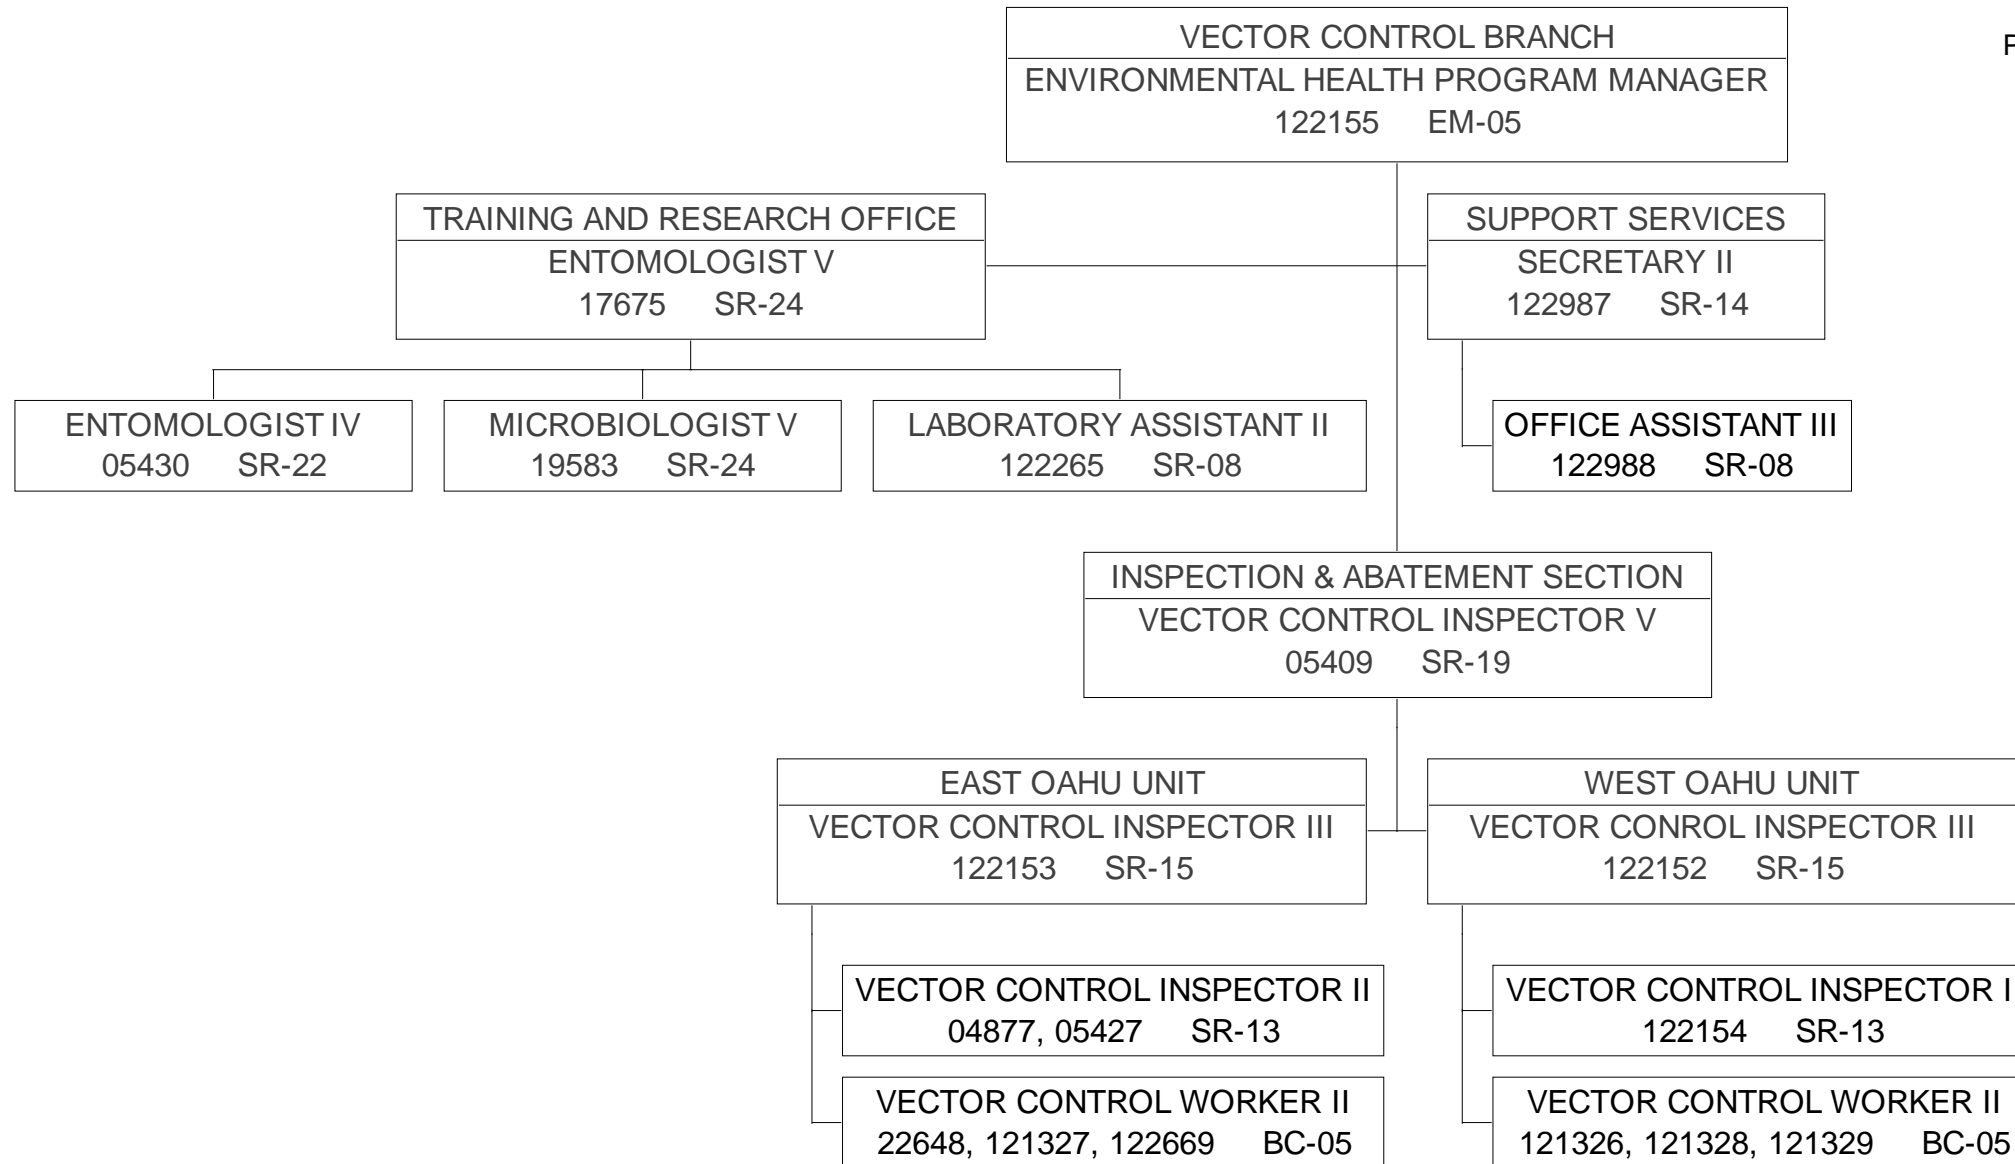 VECTOR CONTROL BRANCH
ENVIRONMENTAL HEALTH PROGRAM MANAGER
122155 EM-05
TRAINING AND RESEARCH OFFICE
ENTOMOLOGIST V
17675 SR-24
SUPPORT SERVICES
SECRETARY II
122987 SR-14
ENTOMOLOGIST IV
05430 SR-22
MICROBIOLOGIST V
19583 SR-24
LABORATORY ASSISTANT II
122265 SR-08
OFFICE ASSISTANT III
122988 SR-08
INSPECTION & ABATEMENT SECTION
VECTOR CONTROL INSPECTOR V
05409 SR-19
EAST OAHU UNIT
VECTOR CONTROL INSPECTOR III
122153 SR-15
WEST OAHU UNIT
VECTOR CONROL INSPECTOR III
122152 SR-15
VECTOR CONTROL INSPECTOR II
04877, 05427 SR-13
VECTOR CONTROL WORKER II
22648, 121327, 122669 BC-05
VECTOR CONTROL INSPECTOR
122154 SR-13
VECTOR CONTROL WORKER II
121326, 121328, 121329 BC-05